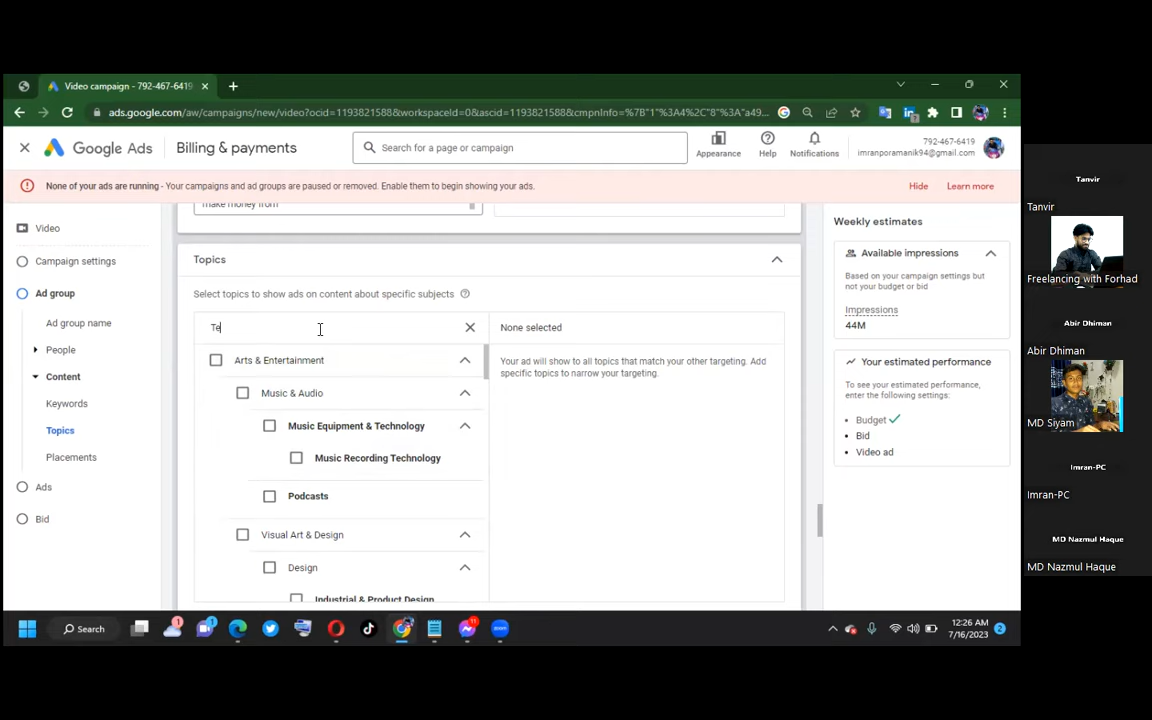 Video campaign - 792-467-6419
ads.google.com/aw/campaigns/new/video?ocid=1193821588&workspaceId=0&ascid=1193821588&cmpnInfo=%7B"1"%3A4%2C"8"%3A"a49...
Google Ads
Billing & payments
Search for a page or campaign
Appearance
Help
Notifications
792-467-6419
imranporamanik94@gmail.com
None of your ads are running - Your campaigns and ad groups are paused or removed. Enable them to begin showing your ads.
Hide
Learn more
Video
Campaign settings
Ad group
Ad group name
People
Content
Keywords
Topics
Placements
Ads
Bid
make money from
Topics
Select topics to show ads on content about specific subjects
Te
Arts & Entertainment
Music & Audio
Music Equipment & Technology
Music Recording Technology
Podcasts
Visual Art & Design
Design
Industrial & Product Design
None selected
Your ad will show to all topics that match your other targeting. Add
specific topics to narrow your targeting.
Weekly estimates
Available impressions
Based on your campaign settings but
not your budget or bid
Impressions
44M
Your estimated performance
To see your estimated performance,
enter the following settings:
Budget
Bid
Video ad
Tanvir
Tanvir
Freelancing with Forhad
Abir Dhiman
Abir Dhiman
MD Siyam
Imran-PC
Imran-PC
MD Nazmul Haque
MD Nazmul Haque
Search
1
1
11
12:26 AM
7/16/2023
2